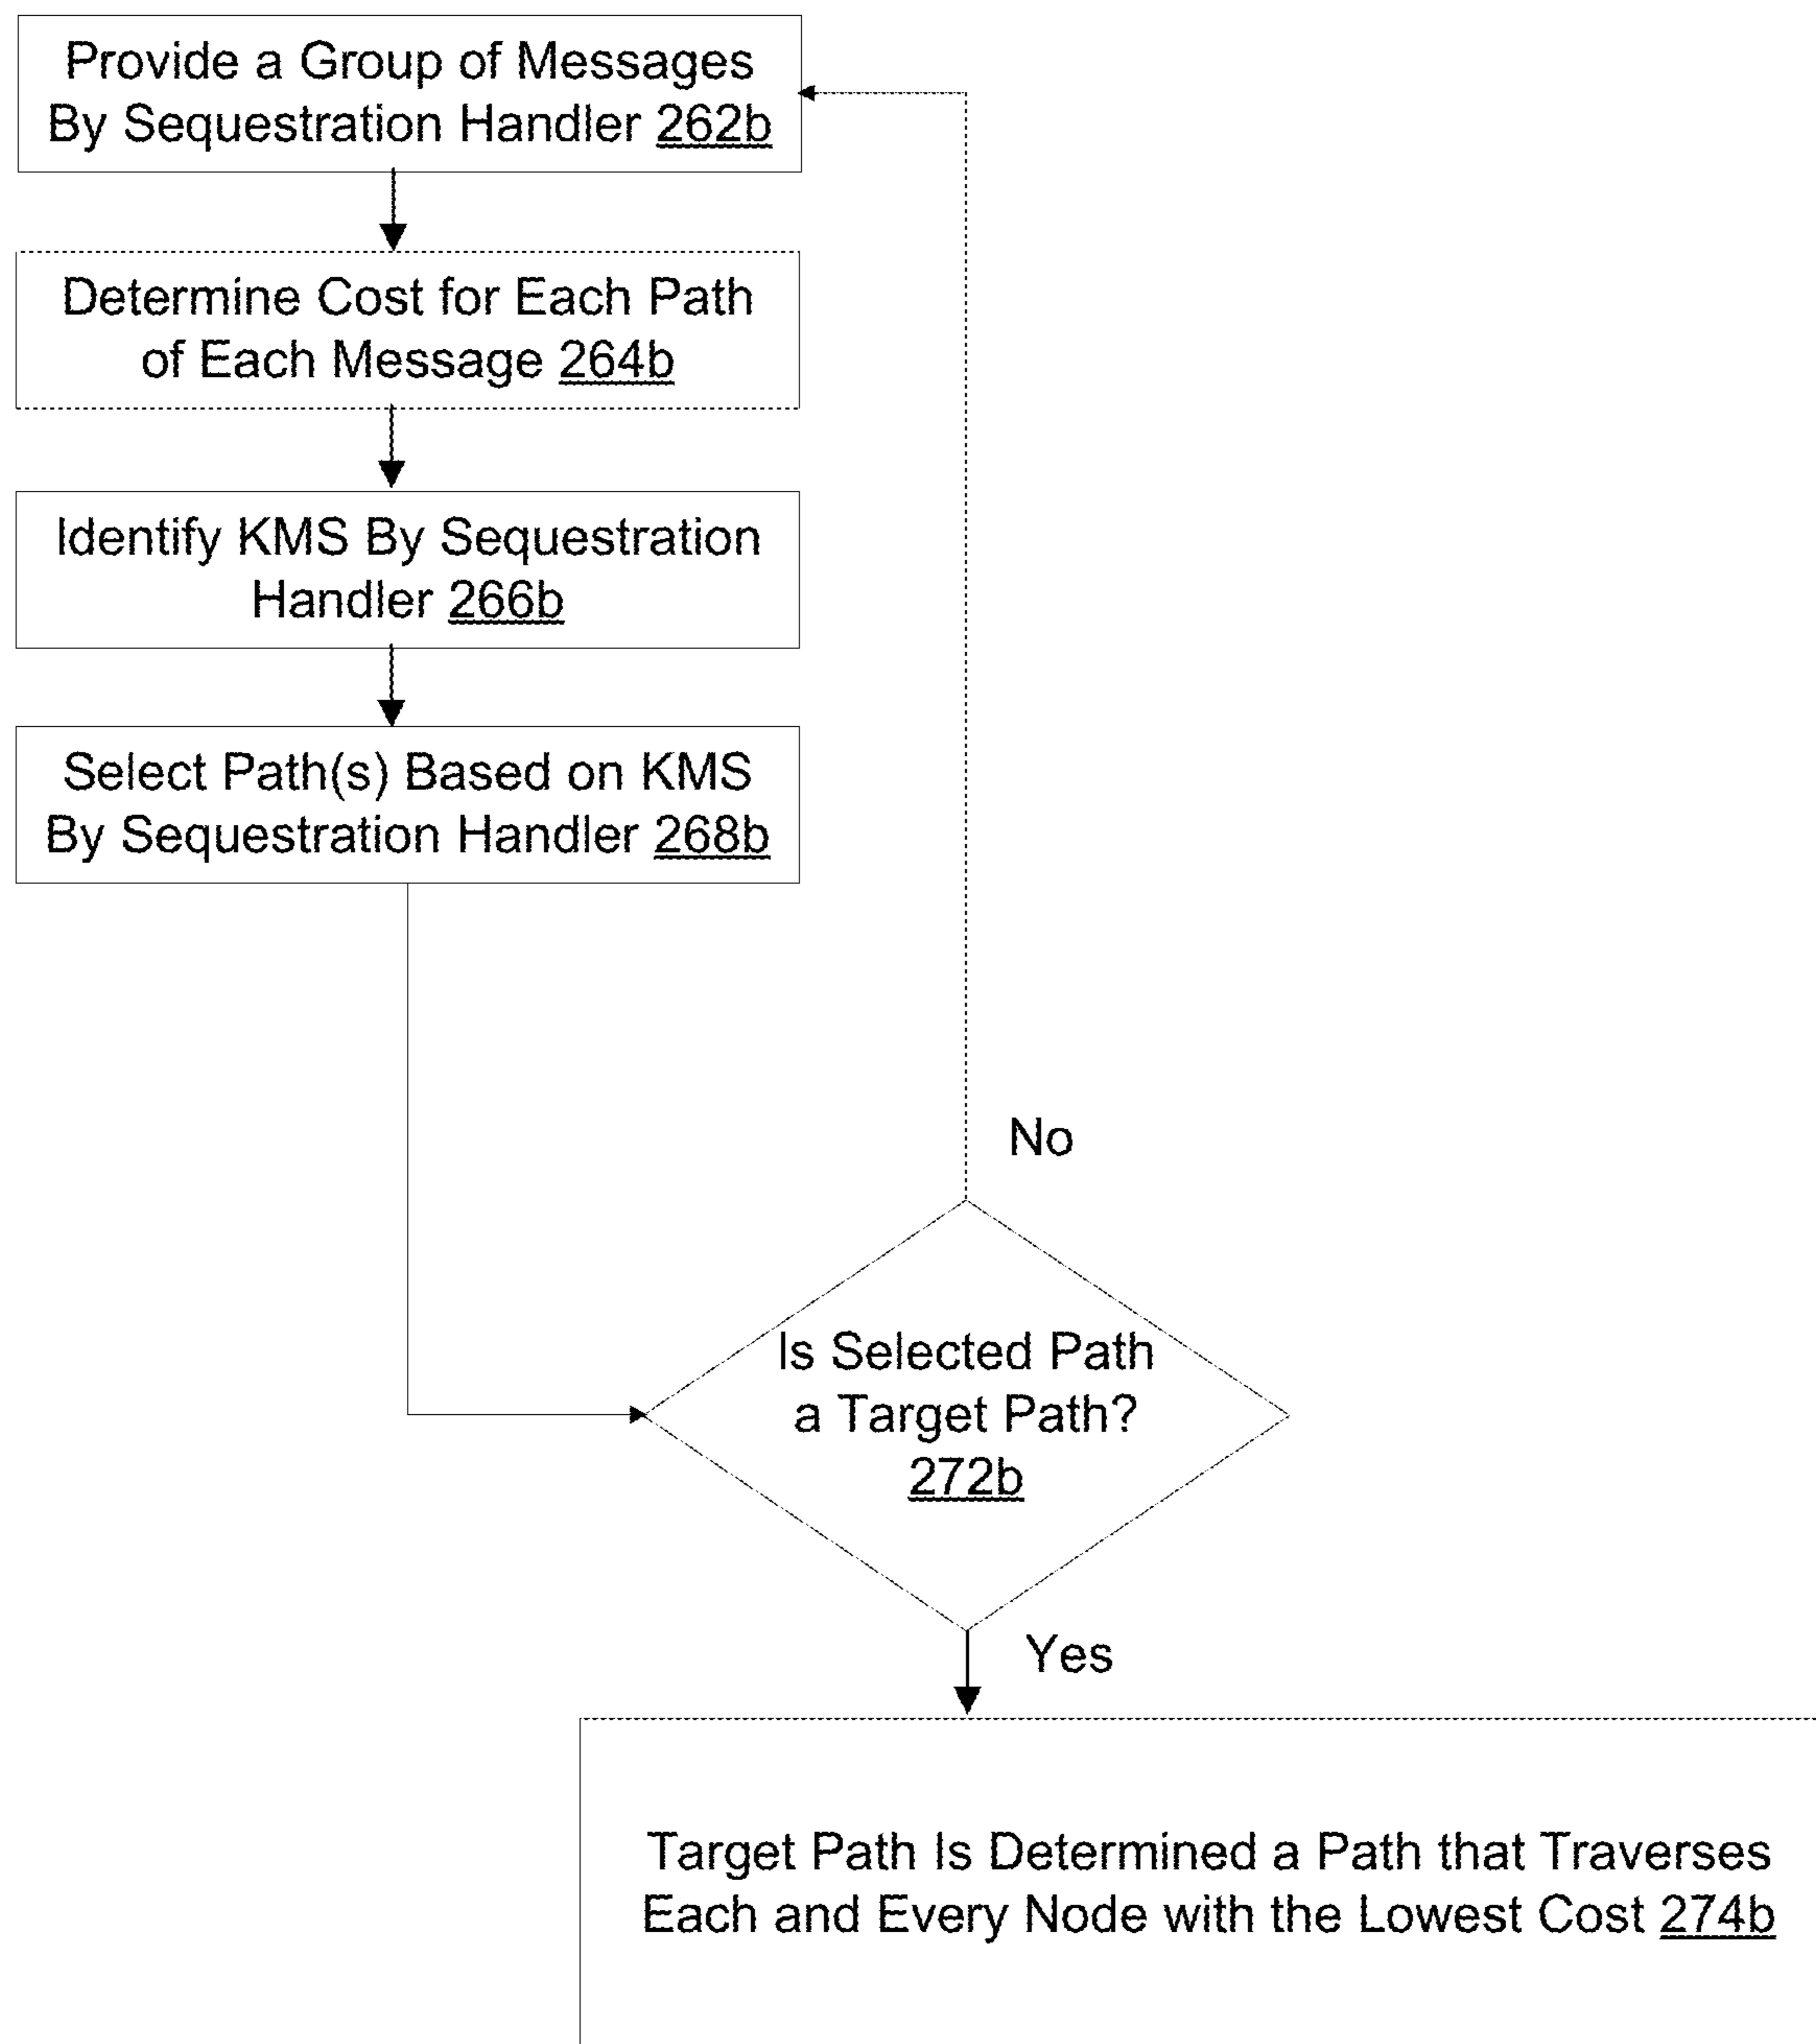 Provide a Group of Messages
By Sequestration Handler 262b
Determine Cost for Each Path
of Each Message 264b
Identify KMS By Sequestration
Handler 266b
Select Path(s) Based on KMS
By Sequestration Handler 268b
No
Is Selected Path
a Target Path?
272b
Yes
Target Path Is Determined a Path that Traverses
Each and Every Node with the Lowest Cost 274b